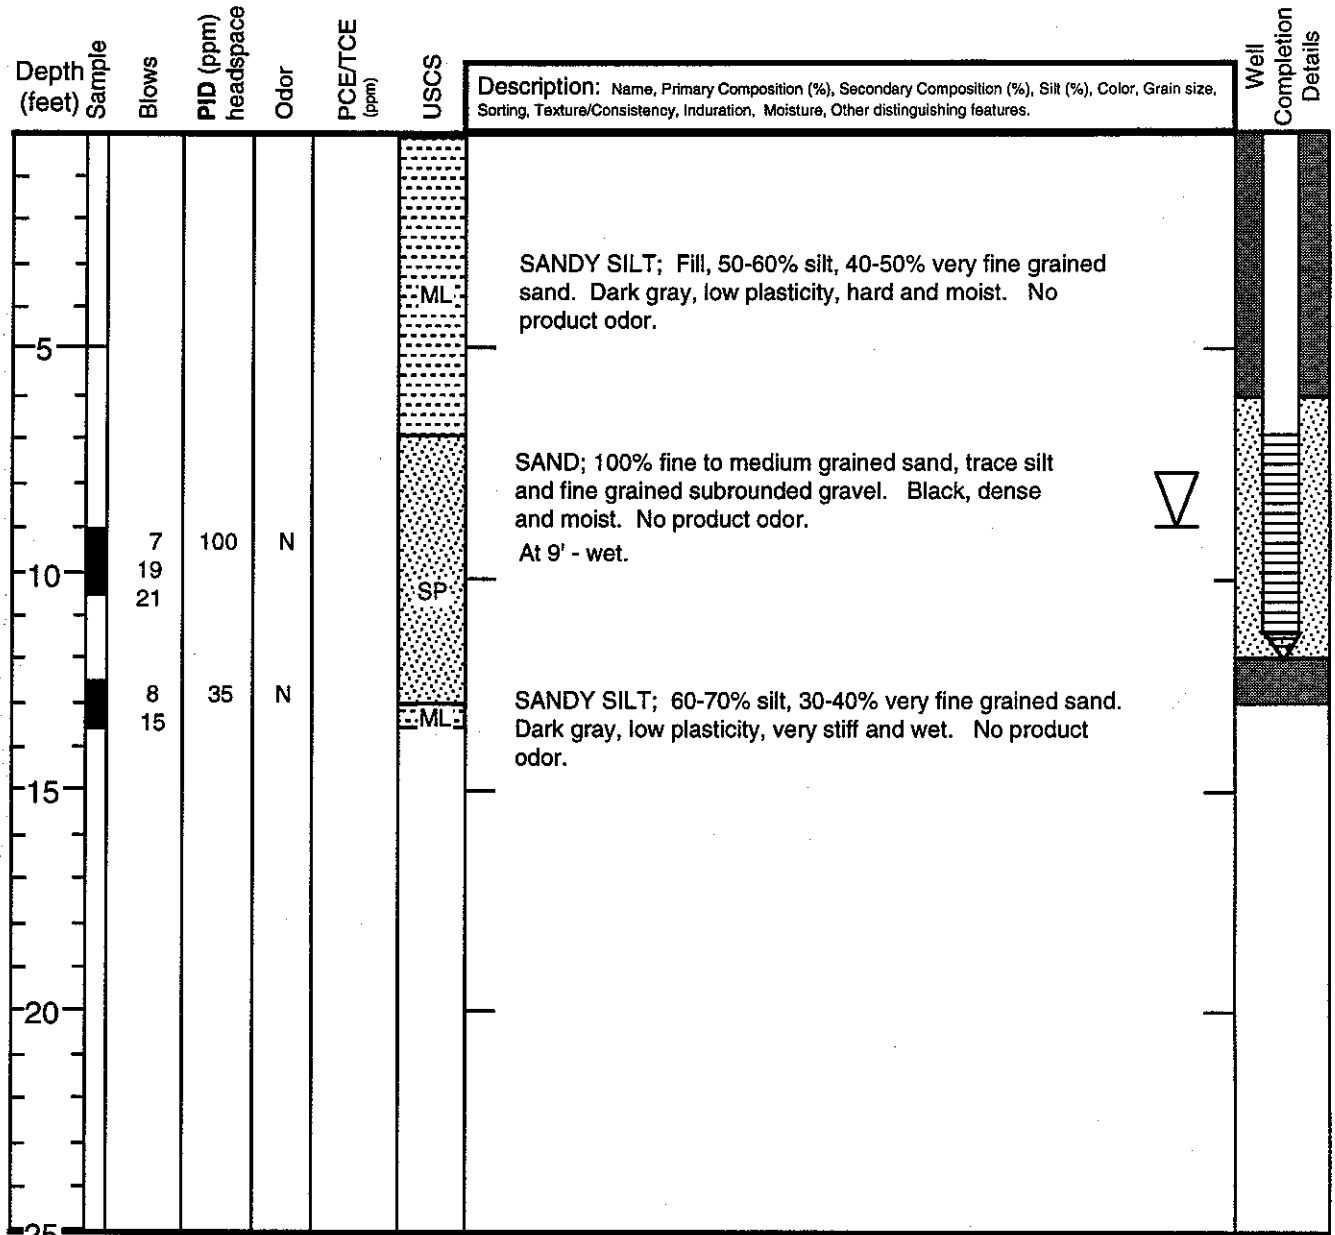 Depth
(feet)
Sample
Blows
PID (ppm)
headspace
Odor
PCE/TCE
(ppm)
USCS
Description: Name, Primary Composition (%), Secondary Composition (%), Silt (%), Color, Grain size,
Sorting, Texture/Consistency, Induration, Moisture, Other distinguishing features.
Well
Completion
Details
SANDY SILT; Fill, 50-60% silt, 40-50% very fine grained
sand. Dark gray, low plasticity, hard and moist. No
product odor.
ML
5
SAND; 100% fine to medium grained sand, trace silt
and fine grained subrounded gravel. Black, dense
and moist. No product odor.
At 9' - wet.
7 100 N
19
10
21
SP
8 35 N
15
ML
SANDY SILT; 60-70% silt, 30-40% very fine grained sand.
Dark gray, low plasticity, very stiff and wet. No product
odor.
15
20
25